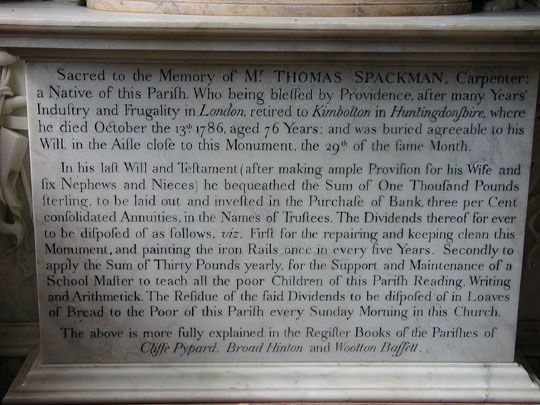 Sacred to the Memory of Mr. THOMAS SPACKMAN, Carpenter;
a Native of this Pariſh, Who being bleſſed by Providence, after many Years'
Induſtry and Frugality in London, retired to Kimbolton in Huntingdonſhire, where
he died October the 13th 1786, aged 76 Years; and was buried agreeable to his
Will, in the Aiſle cloſe to this Monument, the 29th of the ſame Month.
In his laſt Will and Teſtament (after making ample Proviſion for his Wife and
ſix Nephews and Nieces) he bequeathed the Sum of One Thouſand Pounds
ſterling, to be laid out and inveſted in the Purchaſe of Bank, three per Cent
conſolidated Annuities, in the Names of Truſtees. The Dividends thereof for ever
to be diſpoſed of as follows, viz. Firſt for the repairing and keeping clean this
Monument, and painting the iron Rails once in every five Years. Secondly to
apply the Sum of Thirty Pounds yearly, for the Support and Maintenance of a
School Maſter to teach all the poor Children of this Pariſh Reading, Writing
and Arithmetick. The Reſidue of the ſaid Dividends to be diſpoſed of in Loaves
of Bread to the Poor of this Pariſh every Sunday Morning in this Church.
The above is more fully explained in the Regiſter Books of the Pariſhes of
Cliffe Pypard, Broad Hinton and Wootton Baſſett.